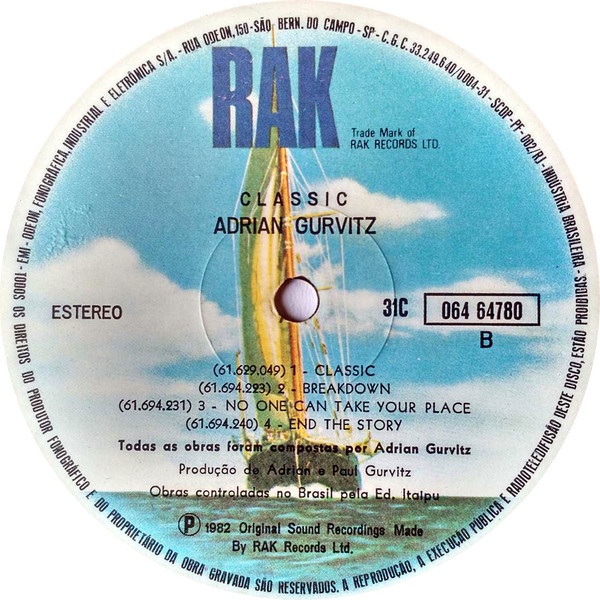 TODOS OS DIREITOS DO PRODUTOR FONOGRÁFICO E DO PROPRIETÁRIO DA OBRA GRAVADA SÃO RESERVADOS. A REPRODUÇÃO, A EXECUÇÃO PÚBLICA E RADIOTELEDIFUSÃO DESTE DISCO, ESTÃO PROIBIDAS - INDÚSTRIA BRASILEIRA
EMI - ODEON, FONOGRÁFICA, INDUSTRIAL E ELETRÔNICA S/A. - RUA ODEON, 150 - SÃO BERN. DO CAMPO - SP - C.G.C. 33.249.640/0004-31 - SCDP - PF - 002/RJ -
RAK
Trade Mark of
RAK RECORDS LTD.
CLASSIC
ADRIAN GURVITZ
ESTEREO
31C 064 64780
B
(61.629.049) 1 - CLASSIC
(61.694.223) 2 - BREAKDOWN
(61.694.231) 3 - NO ONE CAN TAKE YOUR PLACE
(61.694.240) 4 - END THE STORY
Todas as obras foram compostas por Adrian Gurvitz
Produção de Adrian e Paul Gurvitz
Obras controladas no Brasil pela Ed. Itaipu
Ⓟ 1982 Original Sound Recordings Made
By RAK Records Ltd.